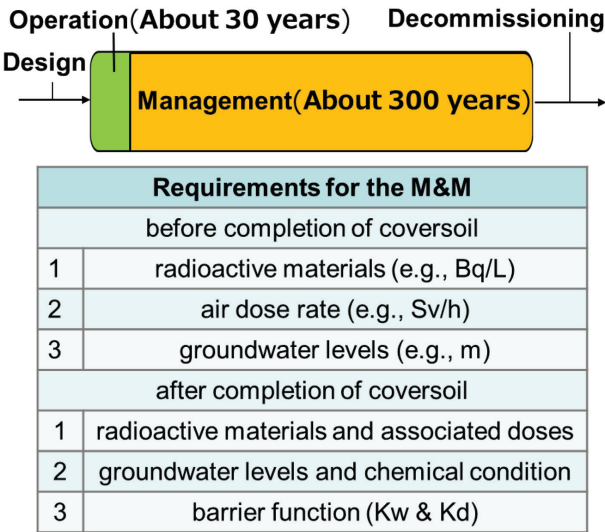 Operation(About 30 years)
Decommissioning
Design
Management(About 300 years)
Requirements for the M&M
before completion of coversoil
1 radioactive materials (e.g., Bq/L)
2 air dose rate (e.g., Sv/h)
3 groundwater levels (e.g., m)
after completion of coversoil
1 radioactive materials and associated doses
2 groundwater levels and chemical condition
3 barrier function (Kw & Kd)